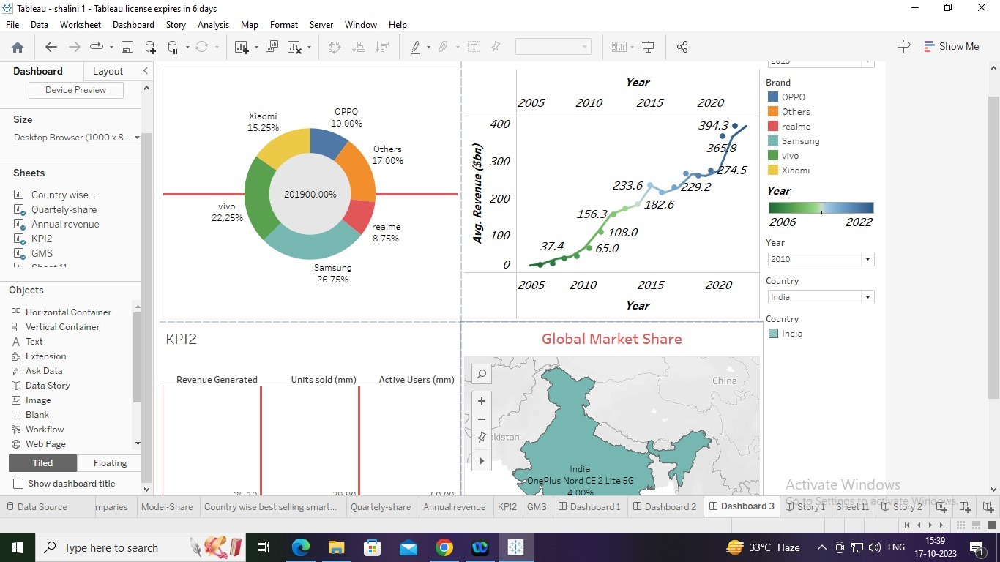 Tableau - shalini 1 - Tableau license expires in 6 days
File Data Worksheet Dashboard Story Analysis Map Format Server Window Help
Show Me
Dashboard Layout
Device Preview
Size
Desktop Browser (1000 x 8...
Sheets
Country wise ...
Quartely-share
Annual revenue
KPI2
GMS
Sheet 11
Objects
Horizontal Container
Vertical Container
Text
Extension
Ask Data
Data Story
Image
Blank
Workflow
Web Page
Tiled Floating
Show dashboard title
Xiaomi
15.25%
OPPO
10.00%
Others
17.00%
201900.00%
vivo
22.25%
realme
8.75%
Samsung
26.75%
Year
2005 2010 2015 2020
Avg. Revenue ($bn)
400
300
200
100
0
394.3
365.8
274.5
233.6
229.2
182.6
156.3
108.0
37.4
65.0
2005 2010 2015 2020
Year
2019
Brand
OPPO
Others
realme
Samsung
vivo
Xiaomi
Year
2006 2022
Year
2010
Country
India
Country
India
KPI2
Revenue Generated Units sold (mm) Active Users (mm)
25.10 39.90 60.00
Global Market Share
China
akistan
India
OnePlus Nord CE 2 Lite 5G
4.00%
Activate Windows
Go to Settings to activate Windows.
Data Source mparies Model-Share Country wise best selling smart... Quartely-share Annual revenue KPI2 GMS Dashboard 1 Dashboard 2 Dashboard 3 Story 1 Sheet 11 Story 2
Type here to search
33°C Haze
ENG
15:39
17-10-2023
1